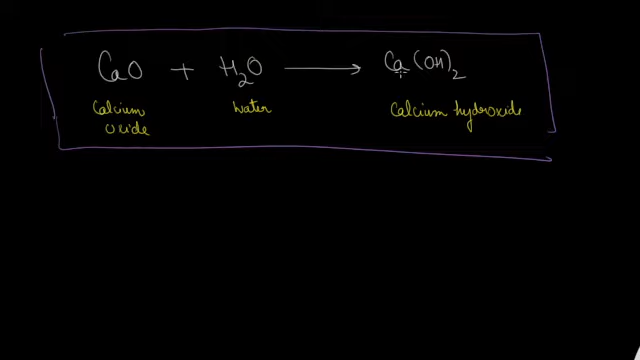 CaO + H₂O ⟶ Ca(OH)₂
Calcium oxide water Calcium hydroxide